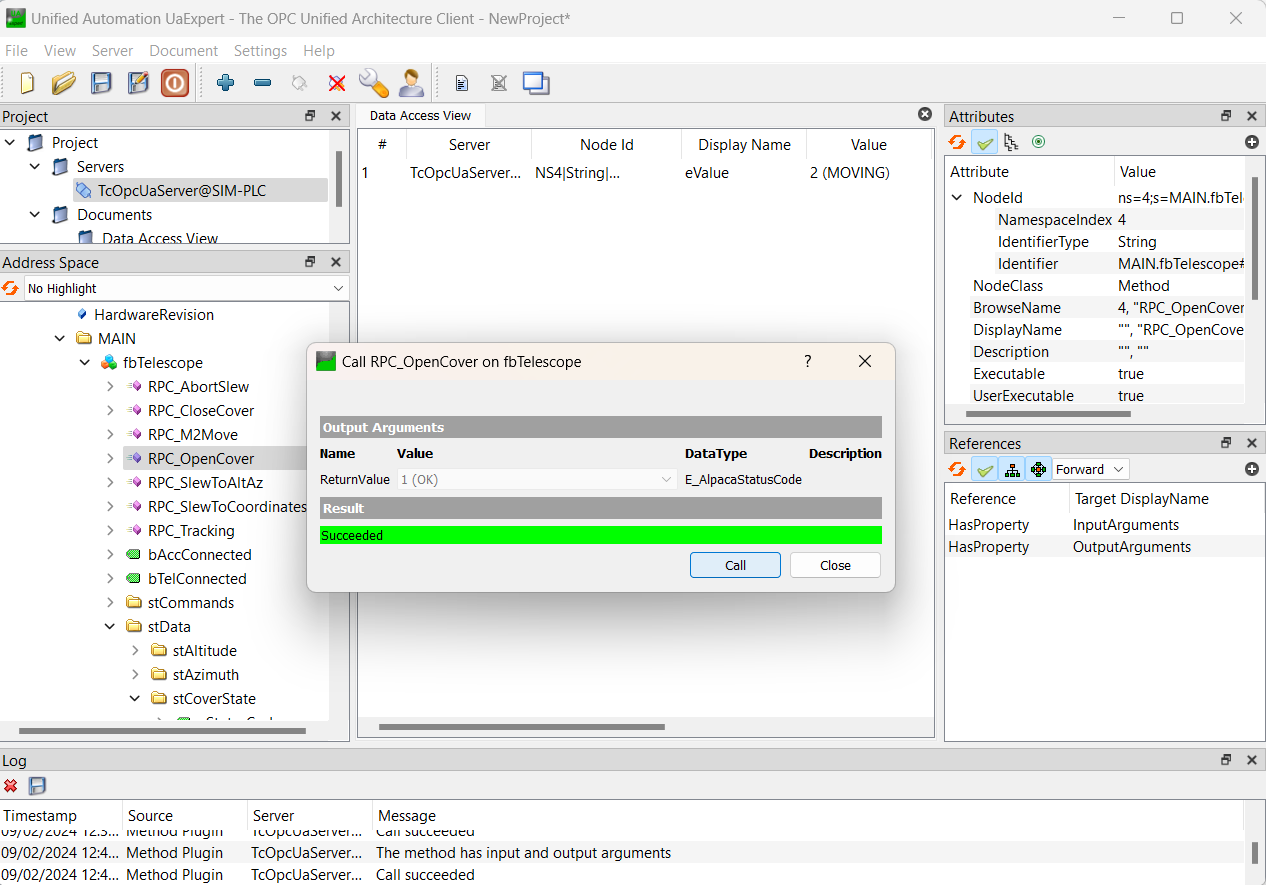 Unified Automation UaExpert - The OPC Unified Architecture Client - NewProject*
File View Server Document Settings Help
Project
Project
Servers
TcOpcUaServer@SIM-PLC
Documents
Data Access View
Address Space
No Highlight
HardwareRevision
MAIN
fbTelescope
RPC_AbortSlew
RPC_CloseCover
RPC_M2Move
RPC_OpenCover
RPC_SlewToAltAz
RPC_SlewToCoordinates
RPC_Tracking
bAccConnected
bTelConnected
stCommands
stData
stAltitude
stAzimuth
stCoverState
Data Access View
# Server Node Id Display Name Value
1 TcOpcUaServer... NS4|String|... eValue 2 (MOVING)
Call RPC_OpenCover on fbTelescope
?
Output Arguments
Name Value DataType Description
ReturnValue 1 (OK) E_AlpacaStatusCode
Result
Succeeded
Call Close
Attributes
Attribute Value
NodeId ns=4;s=MAIN.fbTel
NamespaceIndex 4
IdentifierType String
Identifier MAIN.fbTelescope#
NodeClass Method
BrowseName 4, "RPC_OpenCover
DisplayName "", "RPC_OpenCove
Description "", ""
Executable true
UserExecutable true
References
Forward
Reference Target DisplayName
HasProperty InputArguments
HasProperty OutputArguments
Log
Timestamp Source Server Message
09/02/2024 12:3... Method Plugin TcOpcUaServer... Call succeeded
09/02/2024 12:4... Method Plugin TcOpcUaServer... The method has input and output arguments
09/02/2024 12:4... Method Plugin TcOpcUaServer... Call succeeded